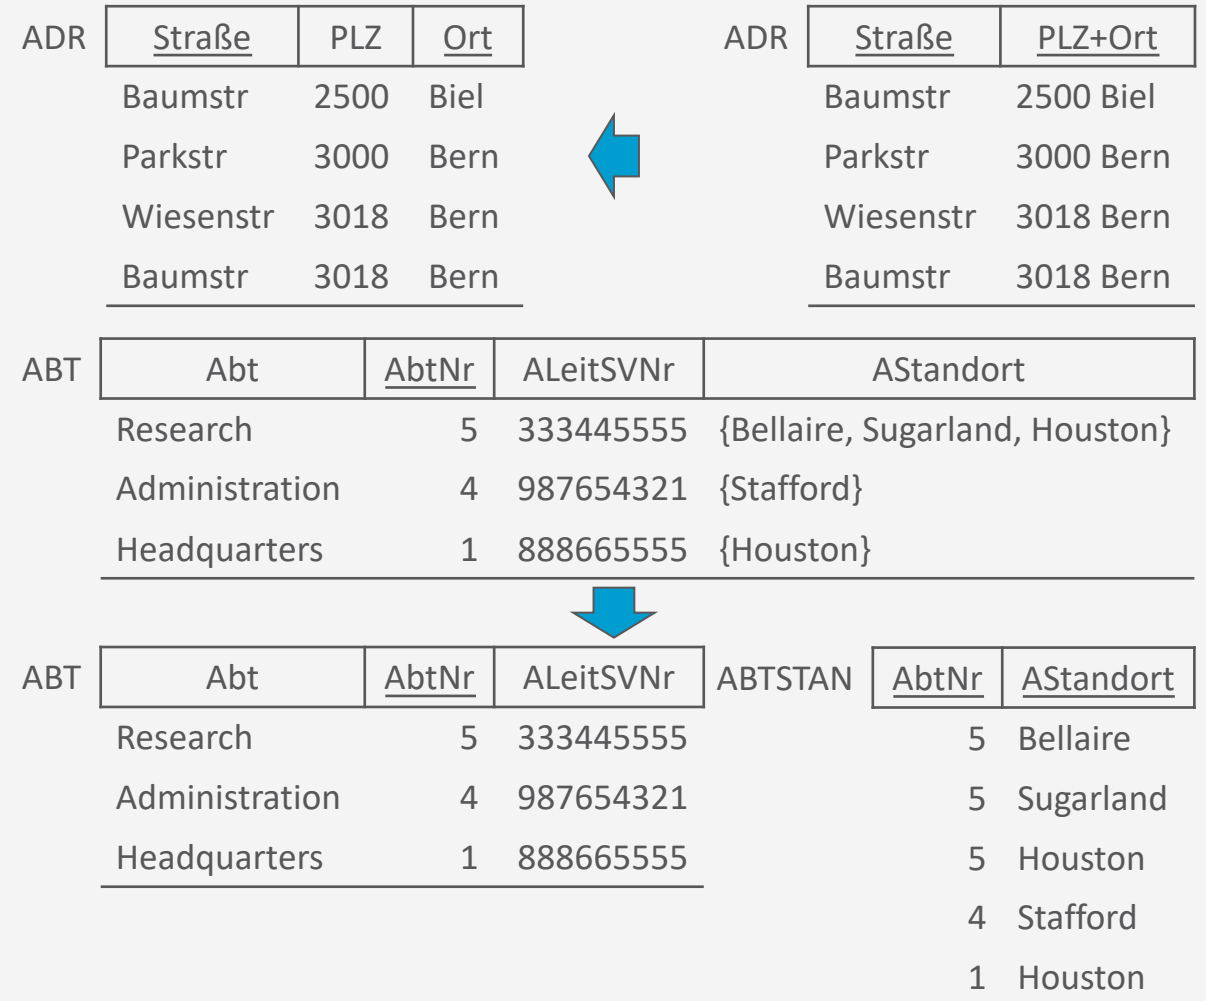 ADR Straße PLZ Ort ADR Straße PLZ+Ort
Baumstr 2500 Biel Baumstr 2500 Biel
Parkstr 3000 Bern Parkstr 3000 Bern
Wiesenstr 3018 Bern Wiesenstr 3018 Bern
Baumstr 3018 Bern Baumstr 3018 Bern
ABT Abt AbtNr ALeitSVNr AStandort
Research 5 333445555 {Bellaire, Sugarland, Houston}
Administration 4 987654321 {Stafford}
Headquarters 1 888665555 {Houston}
ABT Abt AbtNr ALeitSVNr ABTSTAN AbtNr AStandort
Research 5 333445555 5 Bellaire
Administration 4 987654321 5 Sugarland
Headquarters 1 888665555 5 Houston
4 Stafford
1 Houston